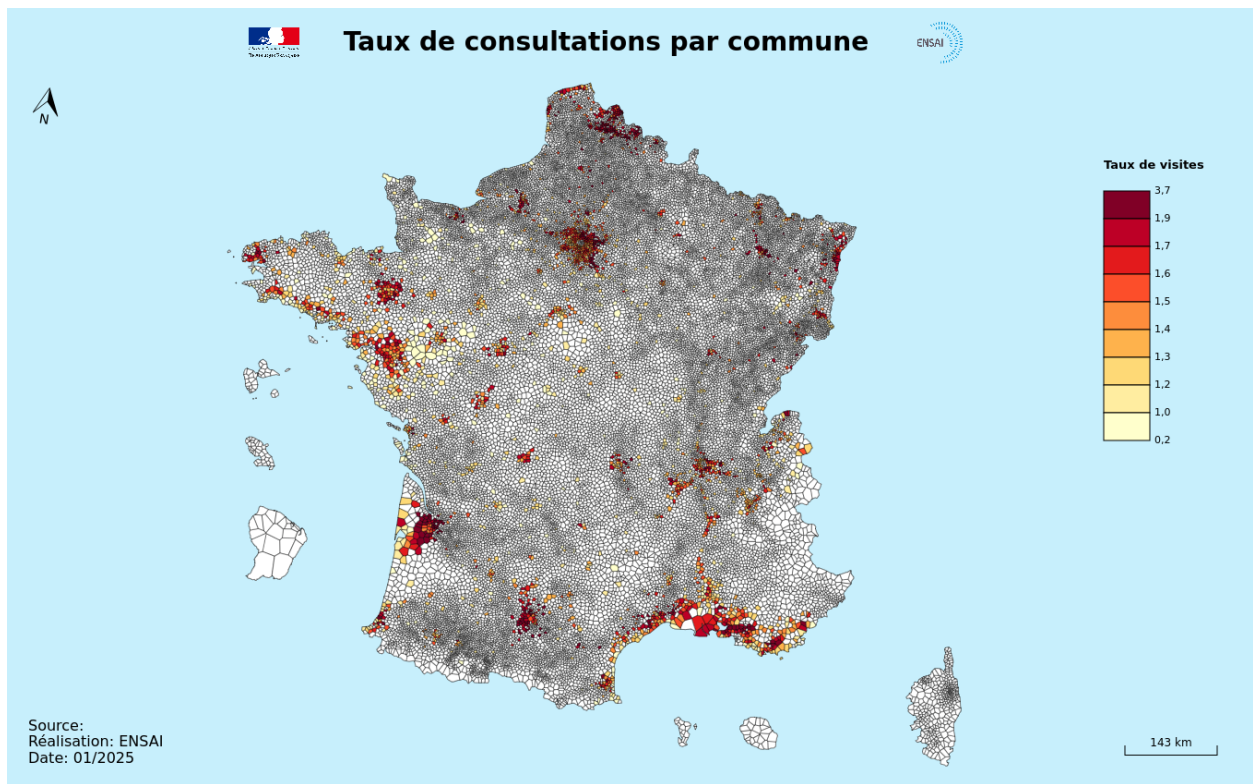 Taux de consultations par commune
ENSAI
N
Taux de visites
3,7
1,9
1,7
1,6
1,5
1,4
1,3
1,2
1,0
0,2
Source:
Réalisation: ENSAI
Date: 01/2025
143 km